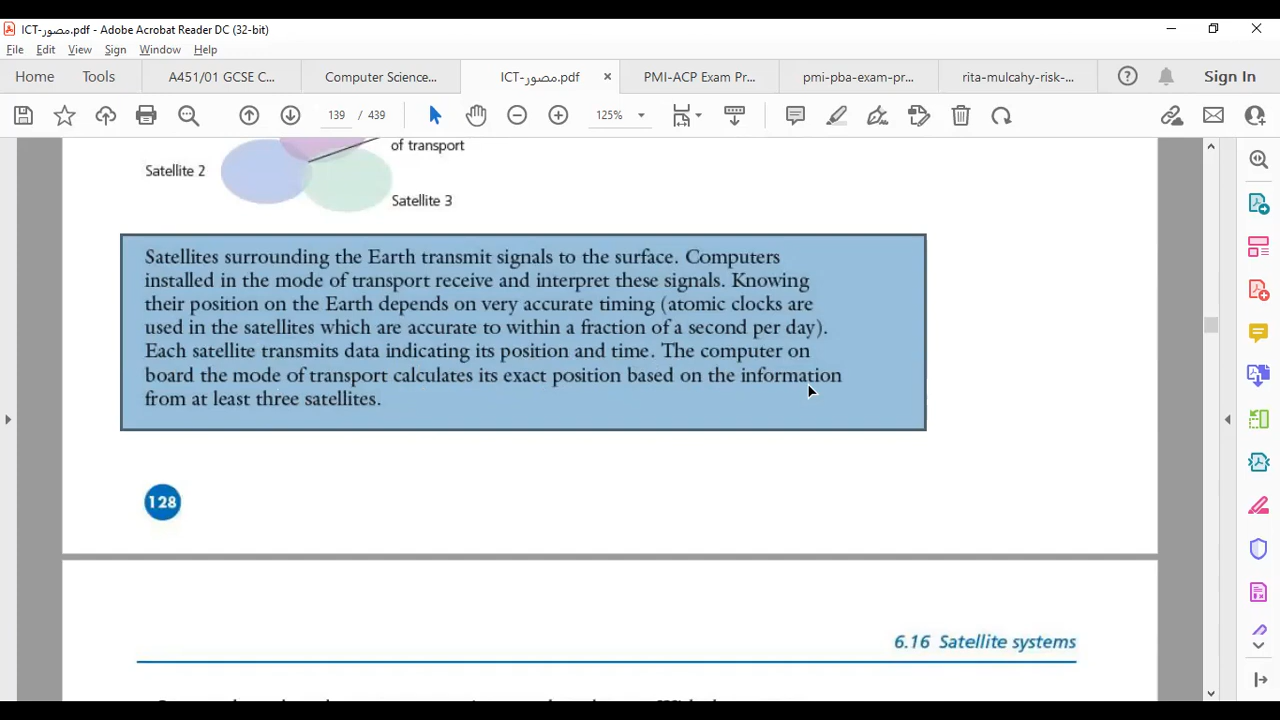 ICT-مصور.pdf - Adobe Acrobat Reader DC (32-bit)
File Edit View Sign Window Help
Home Tools A451/01 GCSE C... Computer Science... ICT-مصور.pdf × PMI-ACP Exam Pr... pmi-pba-exam-pr... rita-mulcahy-risk-... Sign In
139 / 439 125%
of transport
Satellite 2
Satellite 3
Satellites surrounding the Earth transmit signals to the surface. Computers
installed in the mode of transport receive and interpret these signals. Knowing
their position on the Earth depends on very accurate timing (atomic clocks are
used in the satellites which are accurate to within a fraction of a second per day).
Each satellite transmits data indicating its position and time. The computer on
board the mode of transport calculates its exact position based on the information
from at least three satellites.
128
6.16 Satellite systems